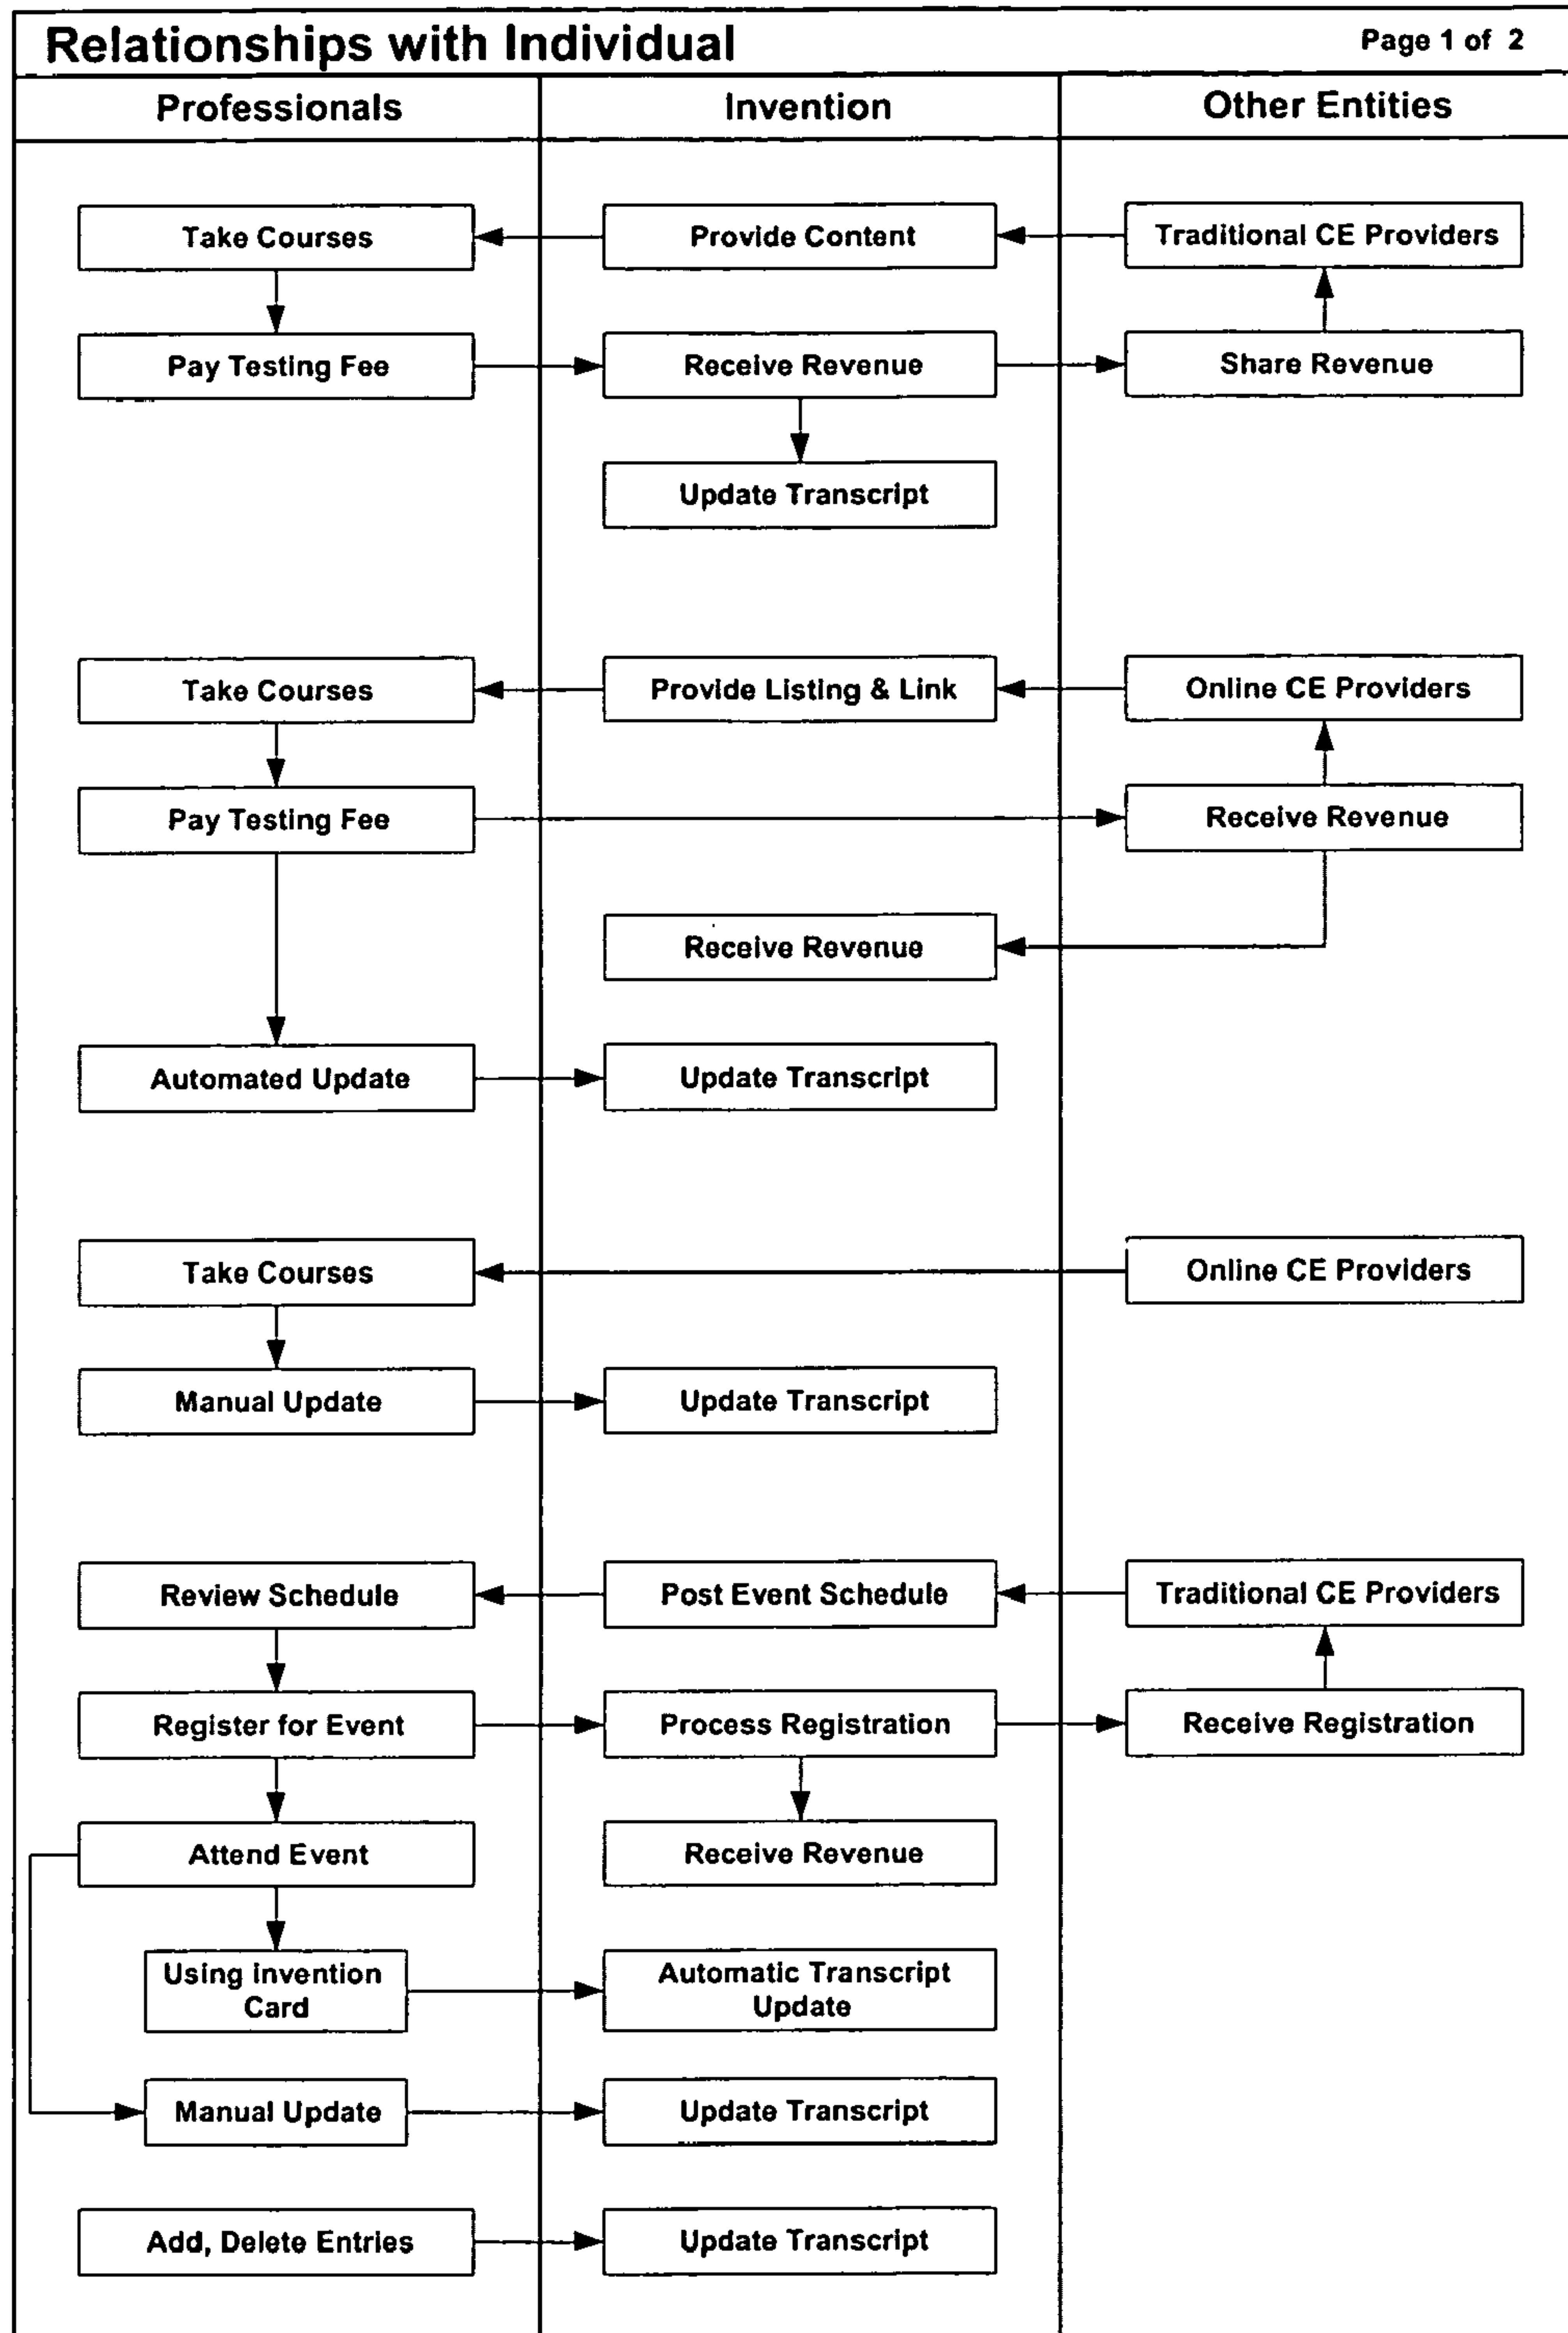 Relationships with Individual
Page 1 of 2
Professionals
Invention
Other Entities
Take Courses
Provide Content
Traditional CE Providers
Pay Testing Fee
Receive Revenue
Share Revenue
Update Transcript
Take Courses
Provide Listing & Link
Online CE Providers
Pay Testing Fee
Receive Revenue
Receive Revenue
Automated Update
Update Transcript
Take Courses
Online CE Providers
Manual Update
Update Transcript
Review Schedule
Post Event Schedule
Traditional CE Providers
Register for Event
Process Registration
Receive Registration
Attend Event
Receive Revenue
Using Invention
Card
Automatic Transcript
Update
Manual Update
Update Transcript
Add, Delete Entries
Update Transcript